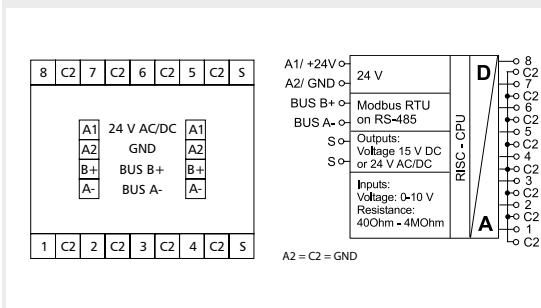 8 C2 7 C2 6 C2 5 C2 S
A1 24 V AC/DC A1
A2 GND A2
B+ BUS B+ B+
A- BUS A- A-
1 C2 2 C2 3 C2 4 C2 S
A1/ +24V
A2/ GND
BUS B+
BUS A-
S
S
24 V
Modbus RTU
on RS-485
Outputs:
Voltage 15 V DC
or 24 V AC/DC
Inputs:
Voltage: 0-10 V
Resistance:
40Ohm - 4MOhm
RISC - CPU
D
A
8
C2
7
C2
6
C2
5
C2
4
C2
3
C2
2
C2
1
C2
A2 = C2 = GND